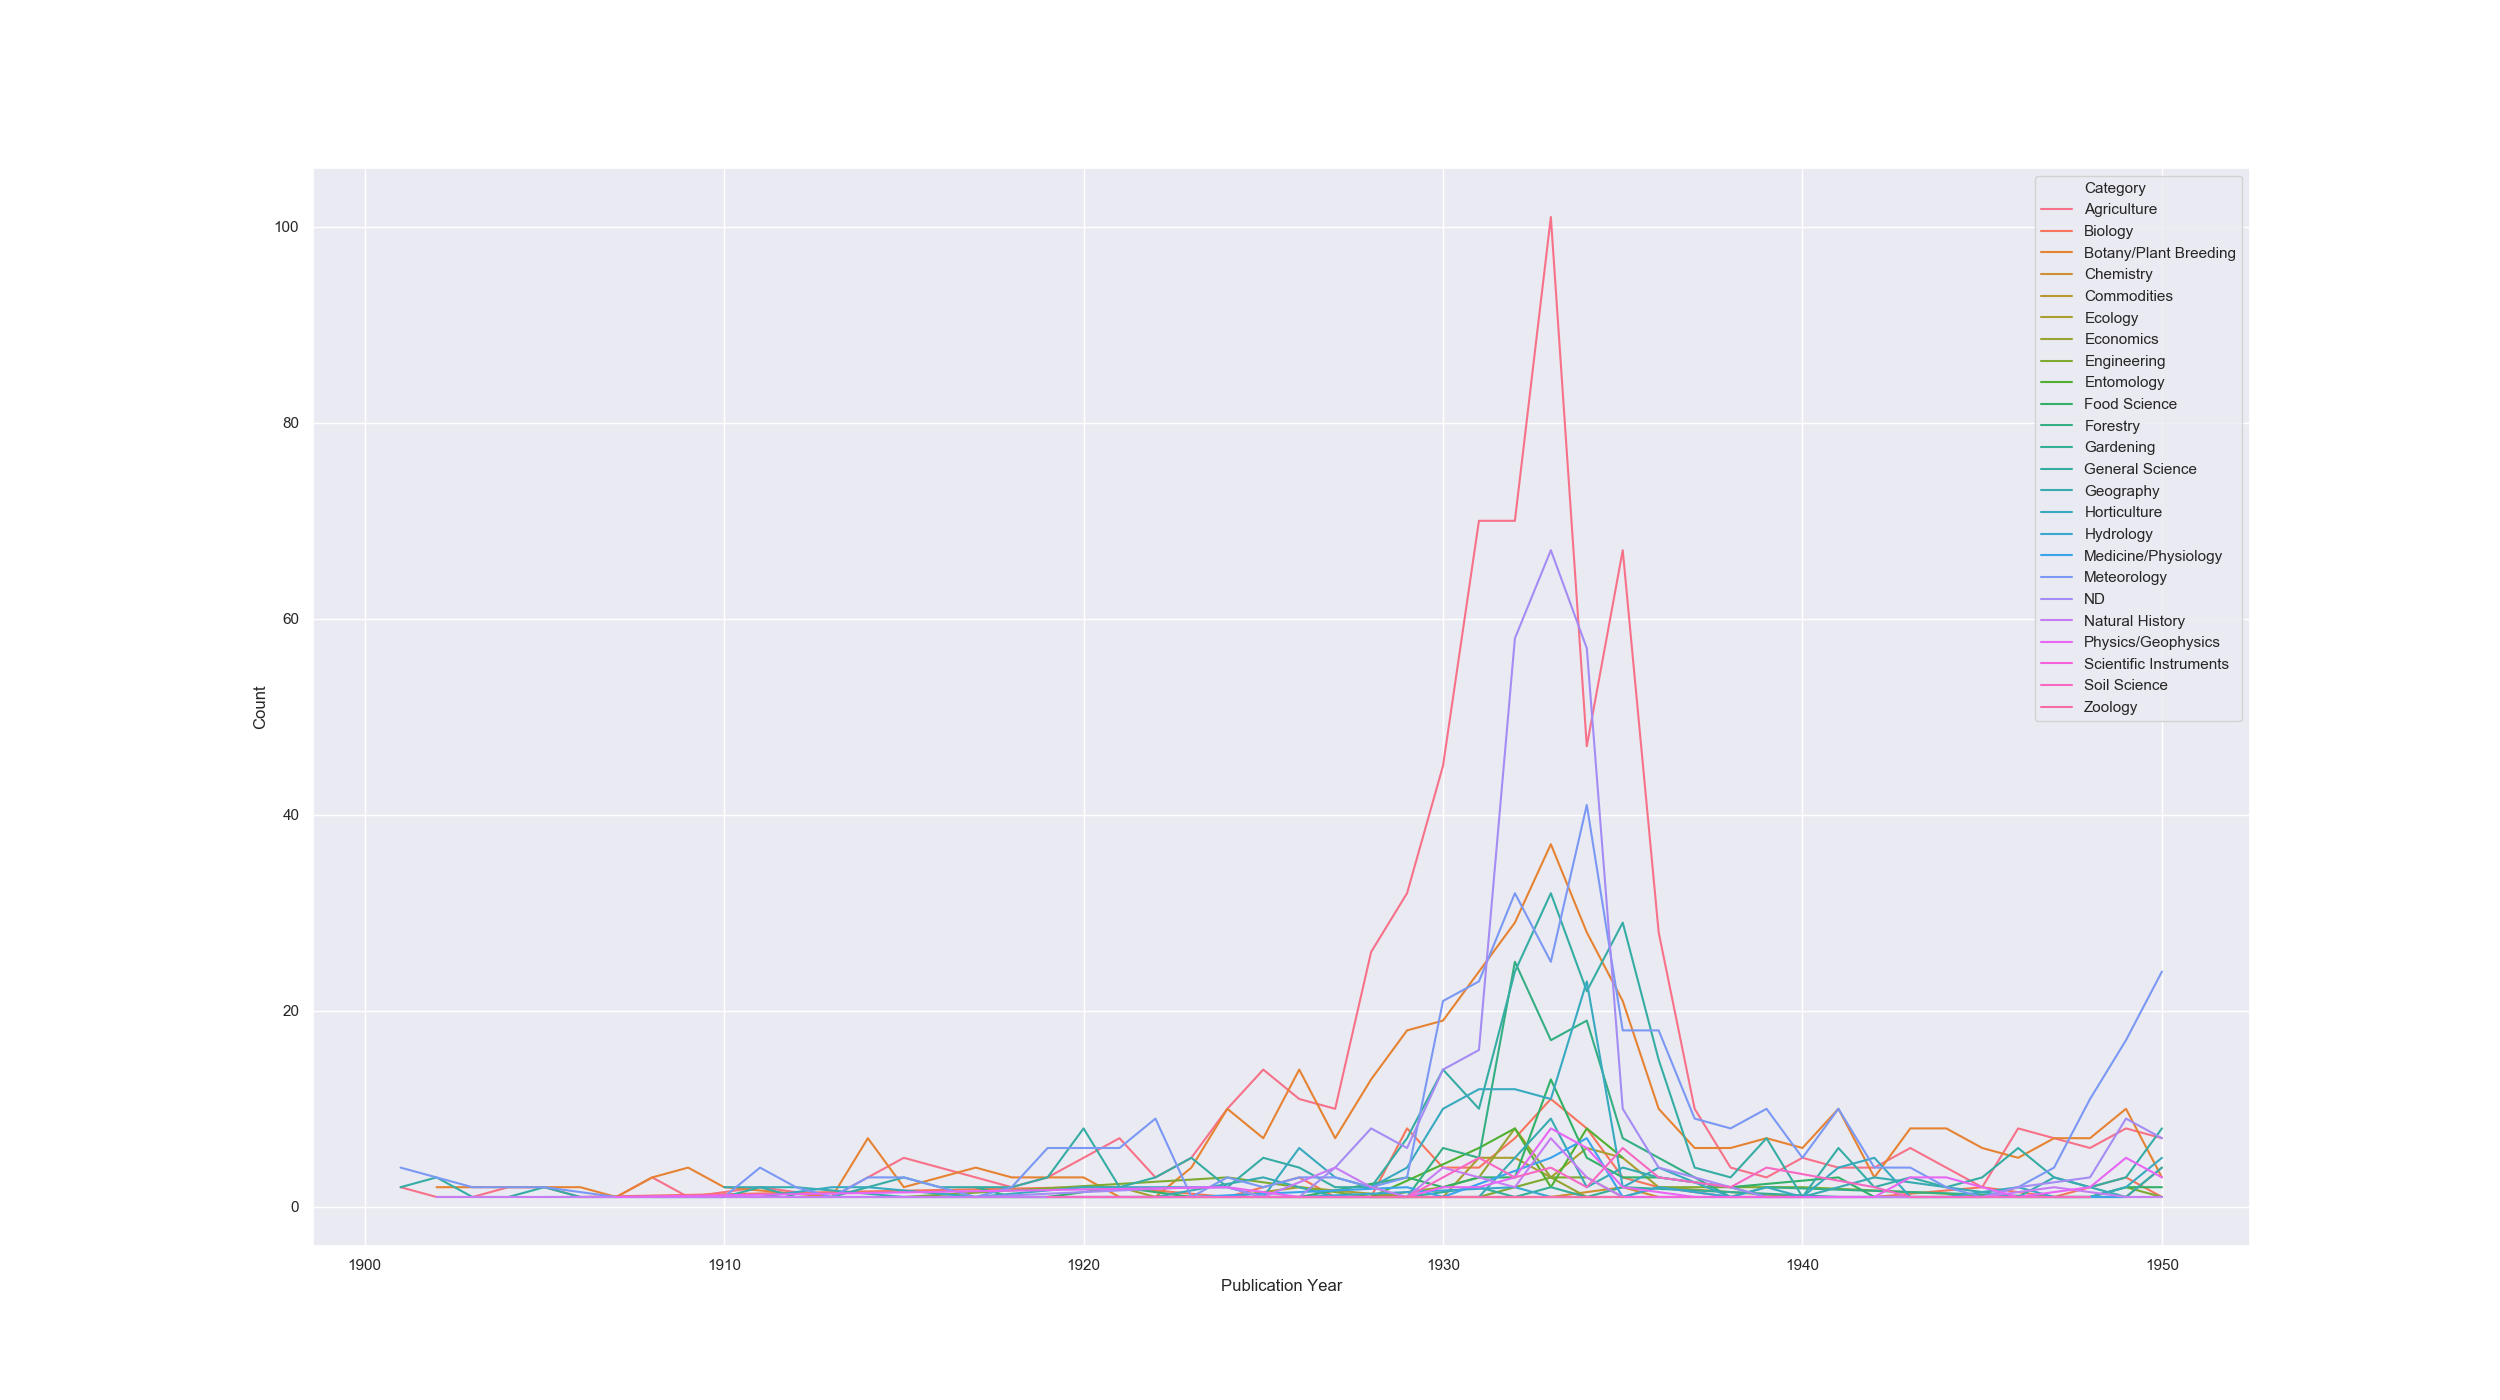 Category
Agriculture
Biology
Botany/Plant Breeding
Chemistry
Commodities
Ecology
Economics
Engineering
Entomology
Food Science
Forestry
Gardening
General Science
Geography
Horticulture
Hydrology
Medicine/Physiology
Meteorology
ND
Natural History
Physics/Geophysics
Scientific Instruments
Soil Science
Zoology
100
80
60
40
20
0
Count
1900 1910 1920 1930 1940 1950
Publication Year